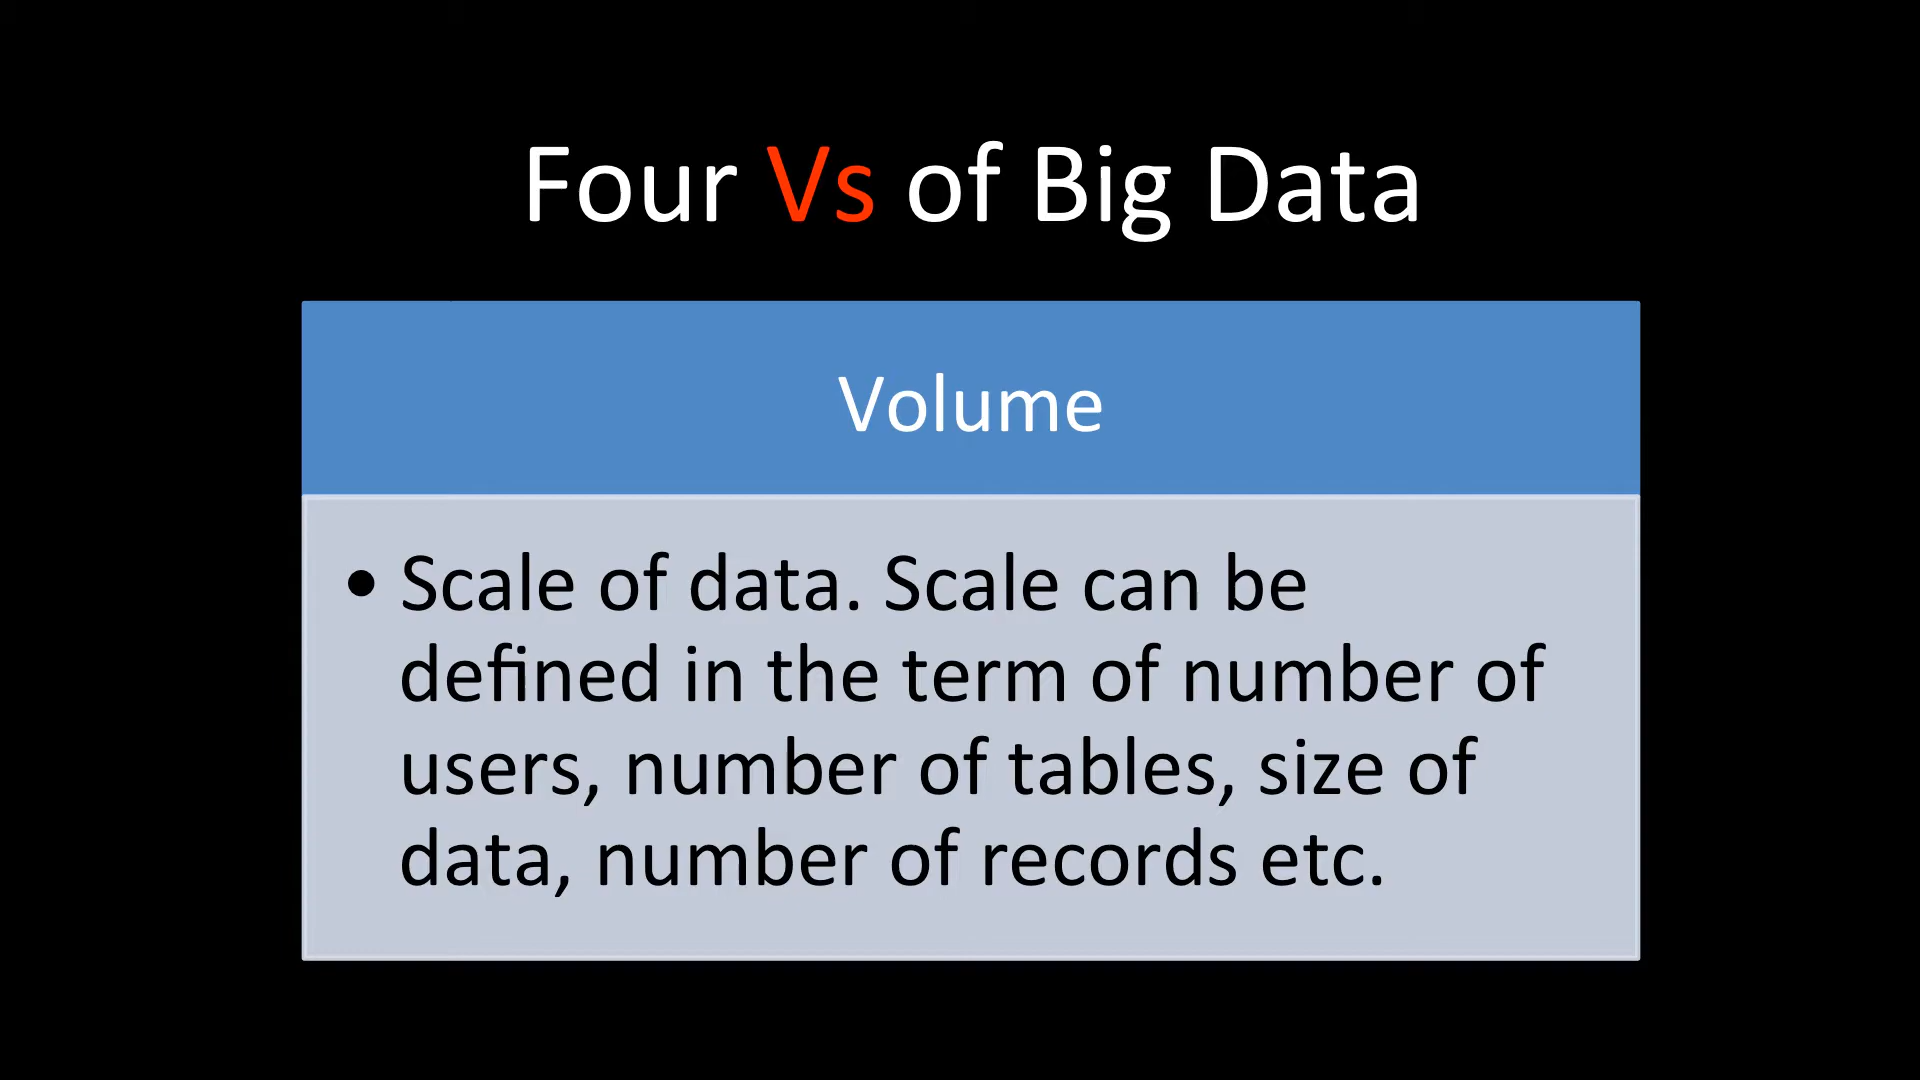 Four Vs of Big Data
Volume
• Scale of data. Scale can be
defined in the term of number of
users, number of tables, size of
data, number of records etc.